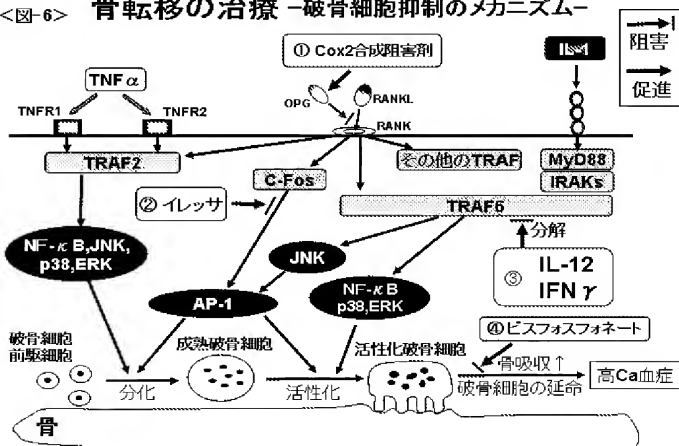 <図-6>
骨転移の治療 -破骨細胞抑制のメカニズム-
① Cox2合成阻害剤
阻害
促進
TNFα
TNFR1
TNFR2
OPG
RANKL
RANK
TRAF2
C-Fos
その他のTRAF
MyD88
IRAKs
TRAF6
② イレッサ
分解
NF-κB,JNK,
p38,ERK
JNK
AP-1
NF-κB
p38,ERK
③ IL-12
IFNγ
④ビスフォスフォネート
破骨細胞
前駆細胞
成熟破骨細胞
活性化破骨細胞
分化
活性化
骨吸収↑
破骨細胞の延命
高Ca血症
骨